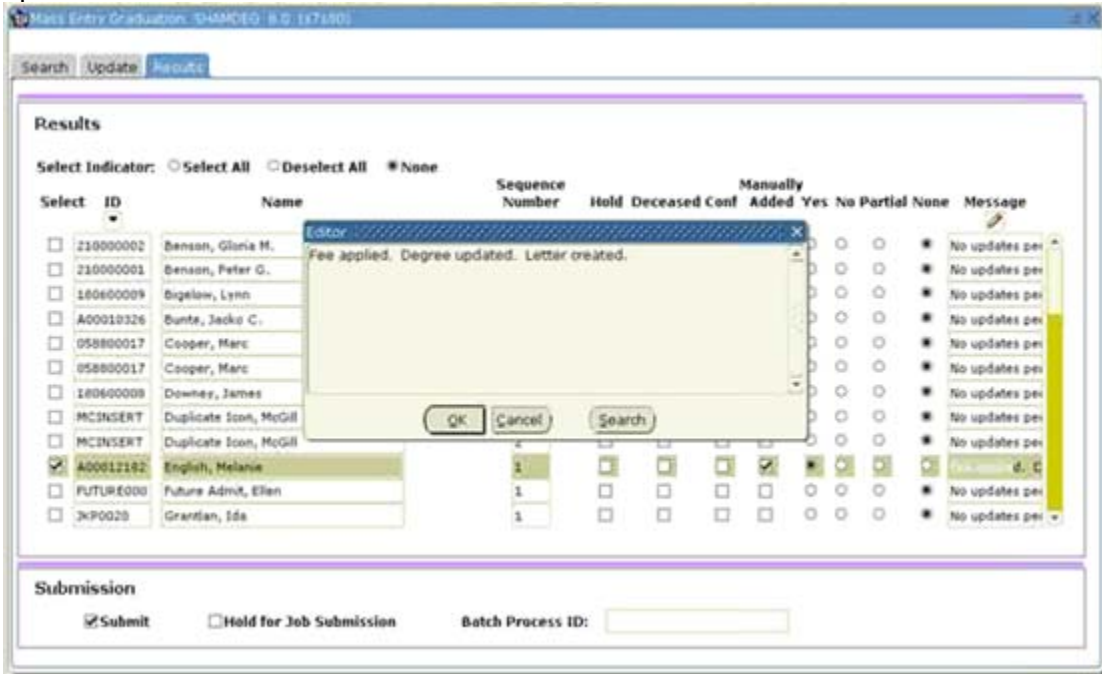 Mass Entry Graduation SHAMDEG 8.0 (s7s80)
Search Update Results
Results
Select Indicator: Select All Deselect All None
Sequence Manually
Select ID Name Number Hold Deceased Conf Added Yes No Partial None Message
Editor
Fee applied. Degree updated. Letter created.
210000002 Benson, Gloria M. No updates per
210000001 Benson, Peter G. No updates per
180600009 Bigelow, Lynn No updates per
A00010326 Bunte, Jacko C. No updates per
058800017 Cooper, Marc No updates per
058800017 Cooper, Marc No updates per
180600008 Downey, James No updates per
MCINSERT Duplicate Icon, McGill No updates per
OK Cancel Search
MCINSERT Duplicate Icon, McGill 2 No updates per
A00012182 English, Melanie 1 d. D
FUTURE000 Future Admit, Ellen 1 No updates per
JKP0020 Grantian, Ida 1 No updates per
Submission
Submit Hold for Job Submission Batch Process ID: